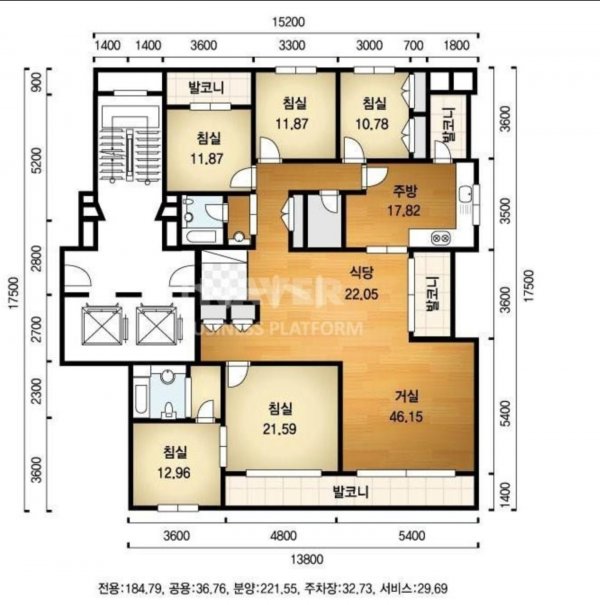 15200
1400 1400 3600 3300 3000 700 1800
900
5200
2800
2700
2300
3600
17500
3600
3500
3600
5400
1400
17500
발코니
침실
11.87
침실
11.87
침실
10.78
발코니
주방
17.82
식당
22.05
발코니
NAVER
BUSINESS PLATFORM
거실
46.15
침실
21.59
침실
12.96
발코니
3600 4800 5400
13800
전용:184.79, 공용:36.76, 분양:221.55, 주차장:32.73, 서비스:29.69